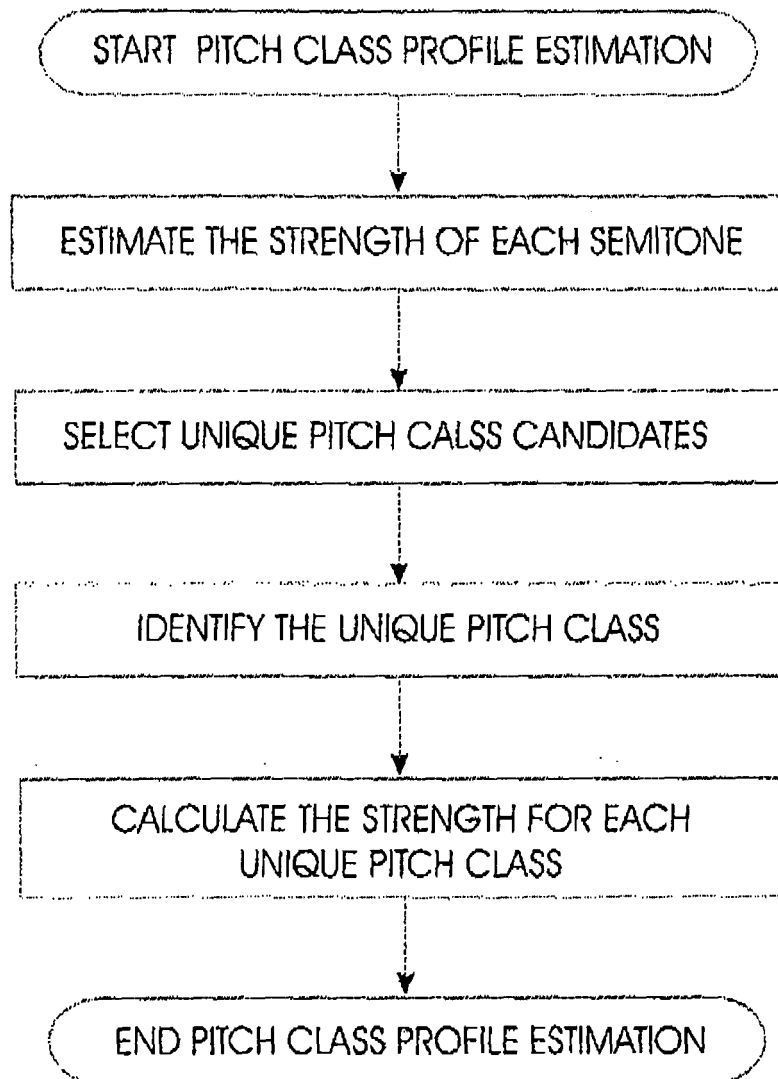 START PITCH CLASS PROFILE ESTIMATION
ESTIMATE THE STRENGTH OF EACH SEMITONE
SELECT UNIQUE PITCH CALSS CANDIDATES
IDENTIFY THE UNIQUE PITCH CLASS
CALCULATE THE STRENGTH FOR EACH
UNIQUE PITCH CLASS
END PITCH CLASS PROFILE ESTIMATION